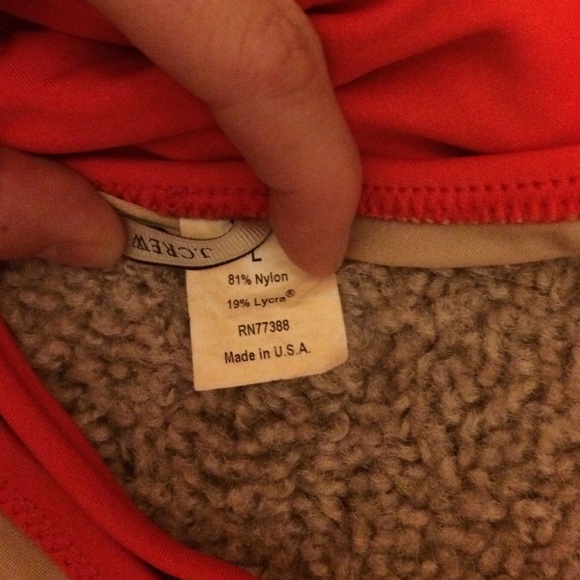 J.CREW
L
81% Nylon
19% Lycra®
RN77388
Made in U.S.A.